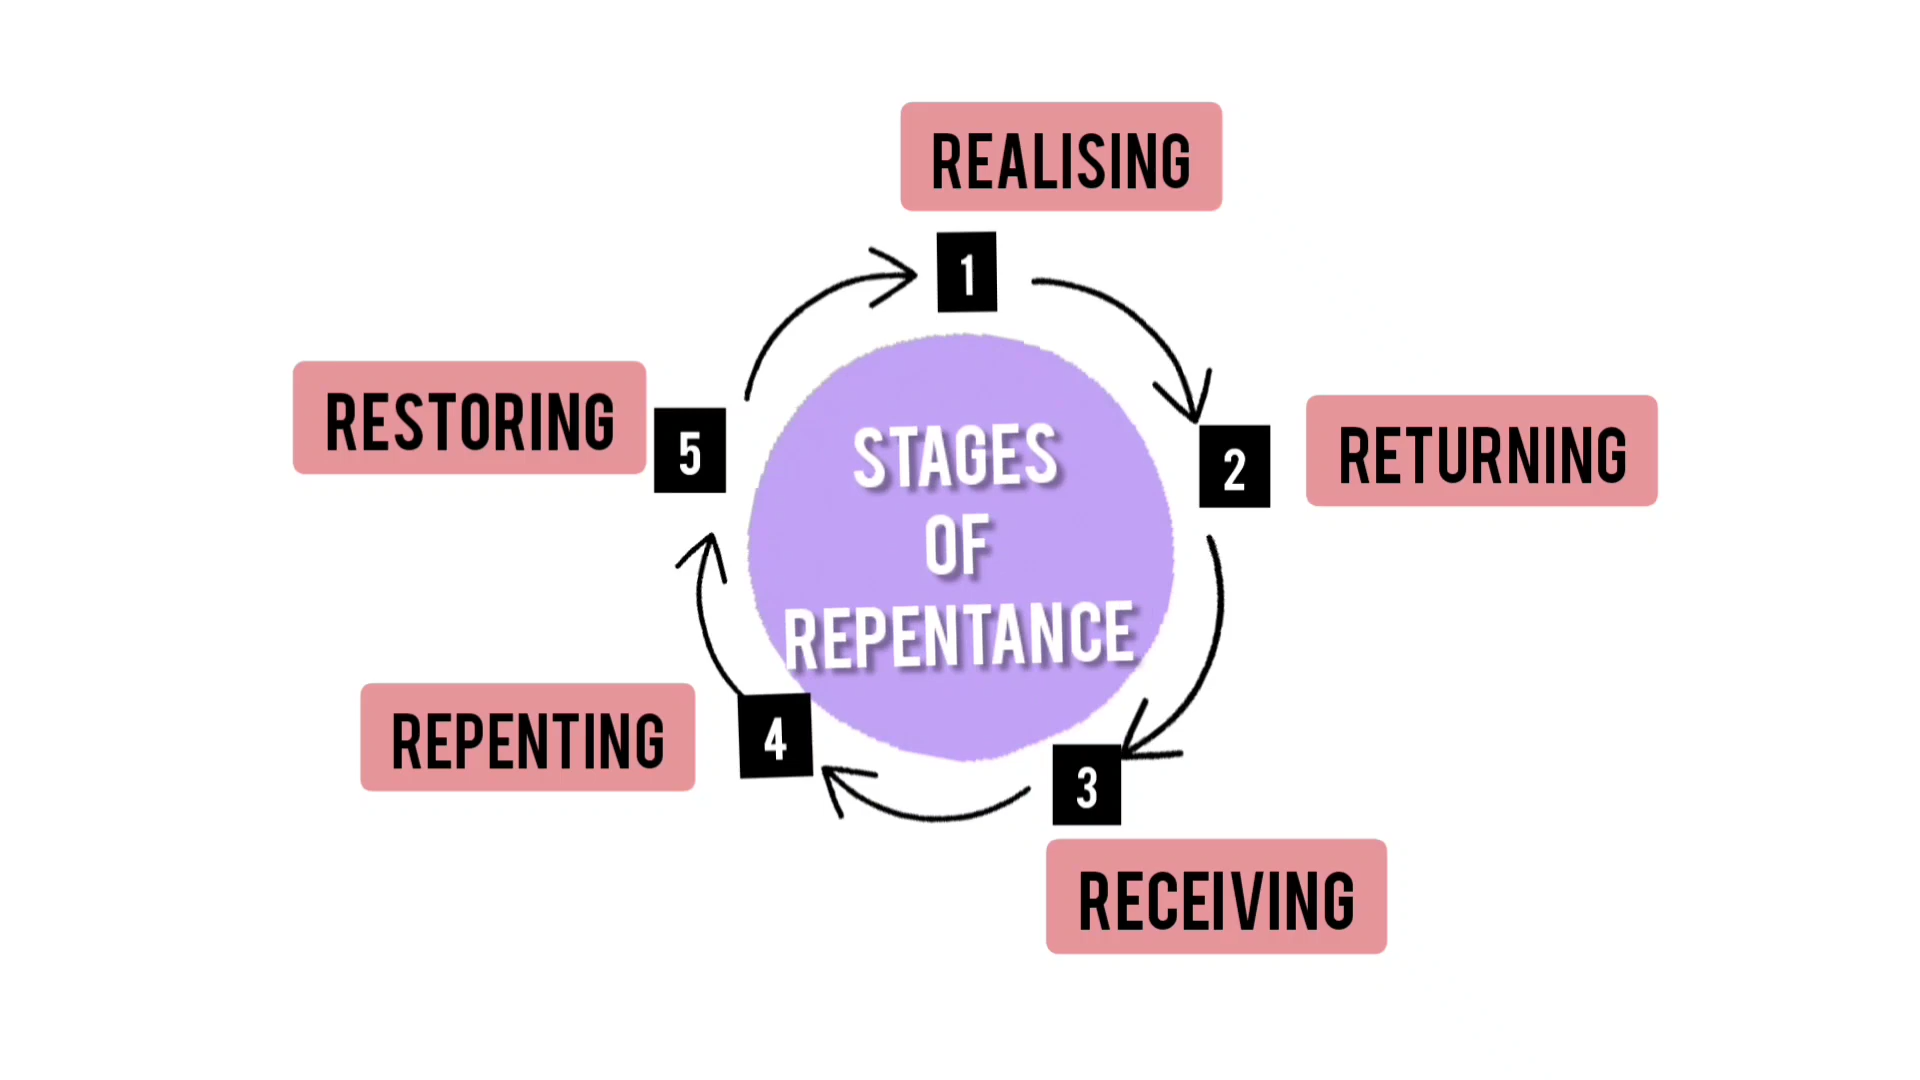 REALISING
1
RESTORING
5
2
RETURNING
STAGES
OF
REPENTANCE
REPENTING
4
3
RECEIVING